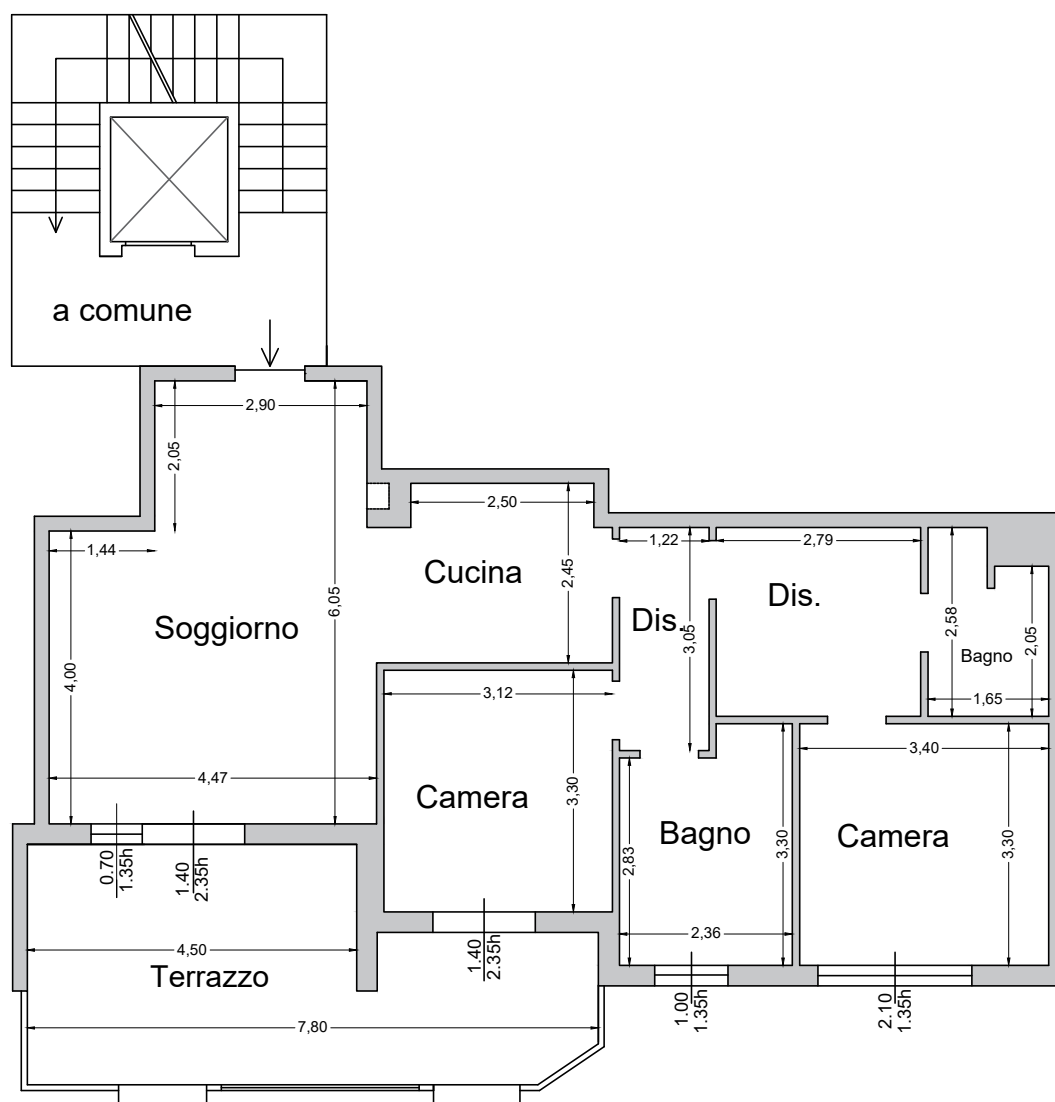 a comune
2,90
2,05
2,50
1,44
1,22
2,79
Cucina
2,45
Dis.
6,05
Soggiorno
Dis.
3,05
2,58
2,05
Bagno
4,00
3,12
1,65
3,40
4,47
Camera
3,30
Bagno
Camera
2,83
3,30
3,30
0.70
1.35h
1.40
2.35h
4,50
1.40
2.35h
2,36
Terrazzo
1.00
1.35h
2.10
1.35h
7,80